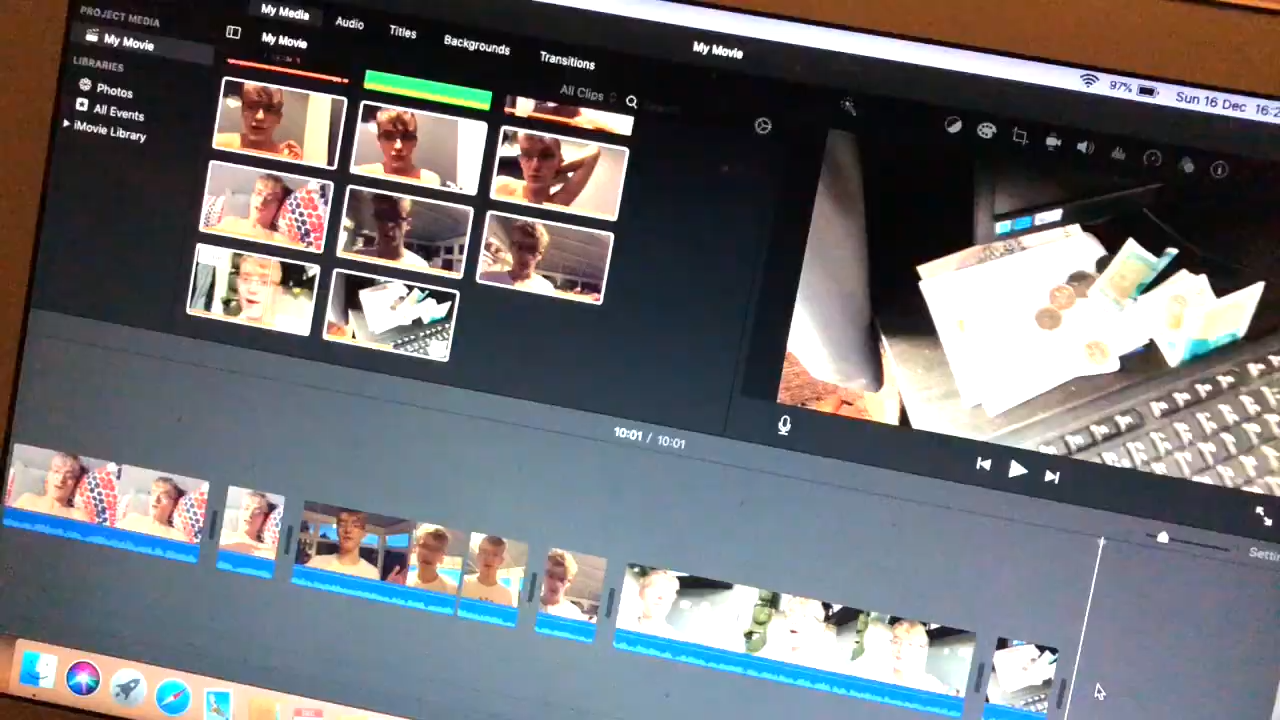 PROJECT MEDIA
My Movie
LIBRARIES
Photos
All Events
iMovie Library
My Media
Audio
Titles
Backgrounds
Transitions
My Movie
All Clips
My Movie
97%
Sun 16 Dec
10:01 / 10:01